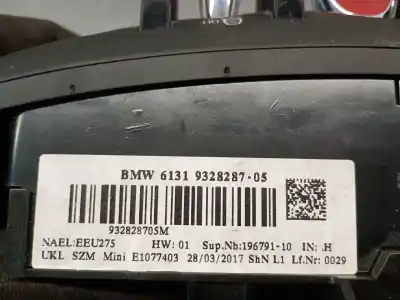 BMW 6131 9328287-05
932828705M
NAEL:EEU275 HW: 01 Sup.Nb:196791-10 IN: .H
UKL SZM Mini E1077403 28/03/2017 ShN L1 Lf.Nr: 0029